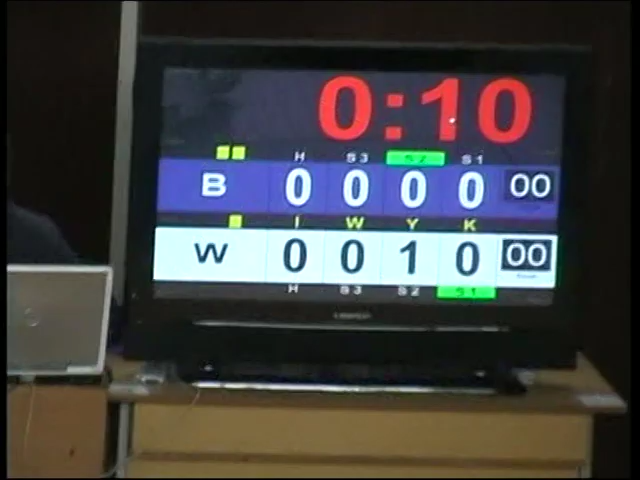 0:10
H S3 S2 S1
B 0 0 0 0 00
I W Y K
W 0 0 1 0 00
H S3 S2 S1